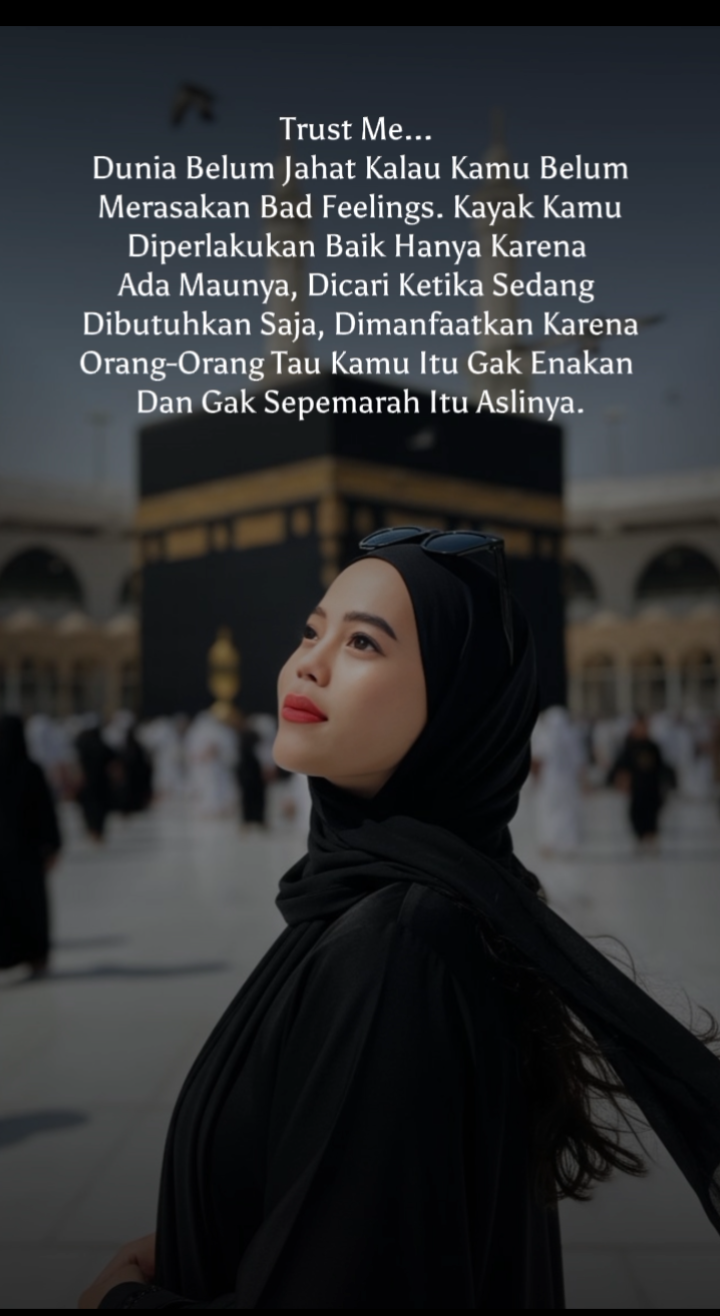 Trust Me...
Dunia Belum Jahat Kalau Kamu Belum
Merasakan Bad Feelings. Kayak Kamu
Diperlakukan Baik Hanya Karena
Ada Maunya, Dicari Ketika Sedang
Dibutuhkan Saja, Dimanfaatkan Karena
Orang-Orang Tau Kamu Itu Gak Enakan
Dan Gak Sepemarah Itu Aslinya.